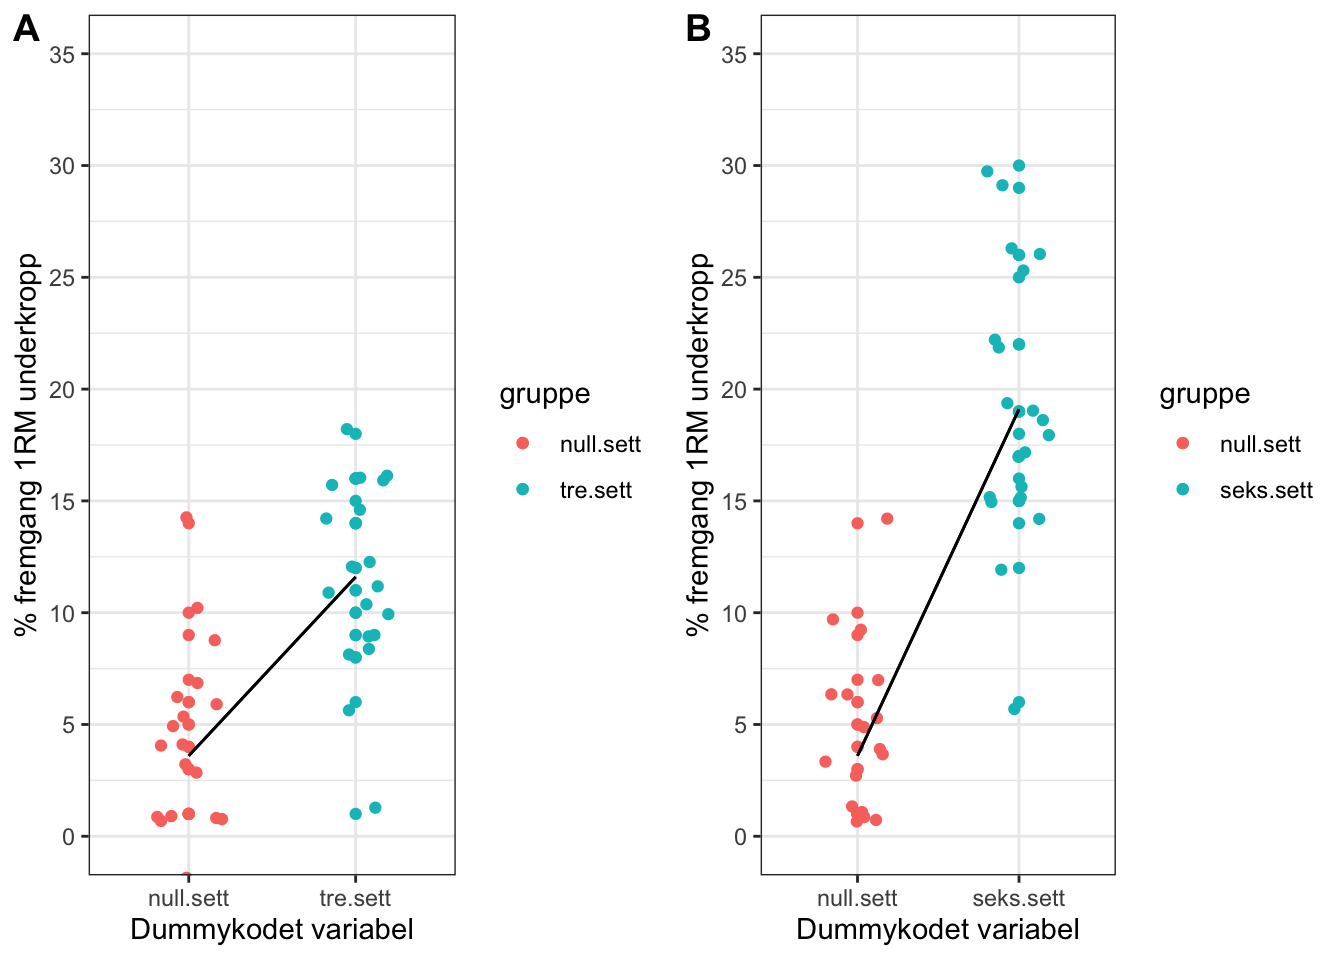 A
% fremgang 1RM underkropp
35
30
25
20
15
10
5
0
null.sett tre.sett
Dummykodet variabel
gruppe
null.sett
tre.sett
B
% fremgang 1RM underkropp
35
30
25
20
15
10
5
0
null.sett seks.sett
Dummykodet variabel
gruppe
null.sett
seks.sett